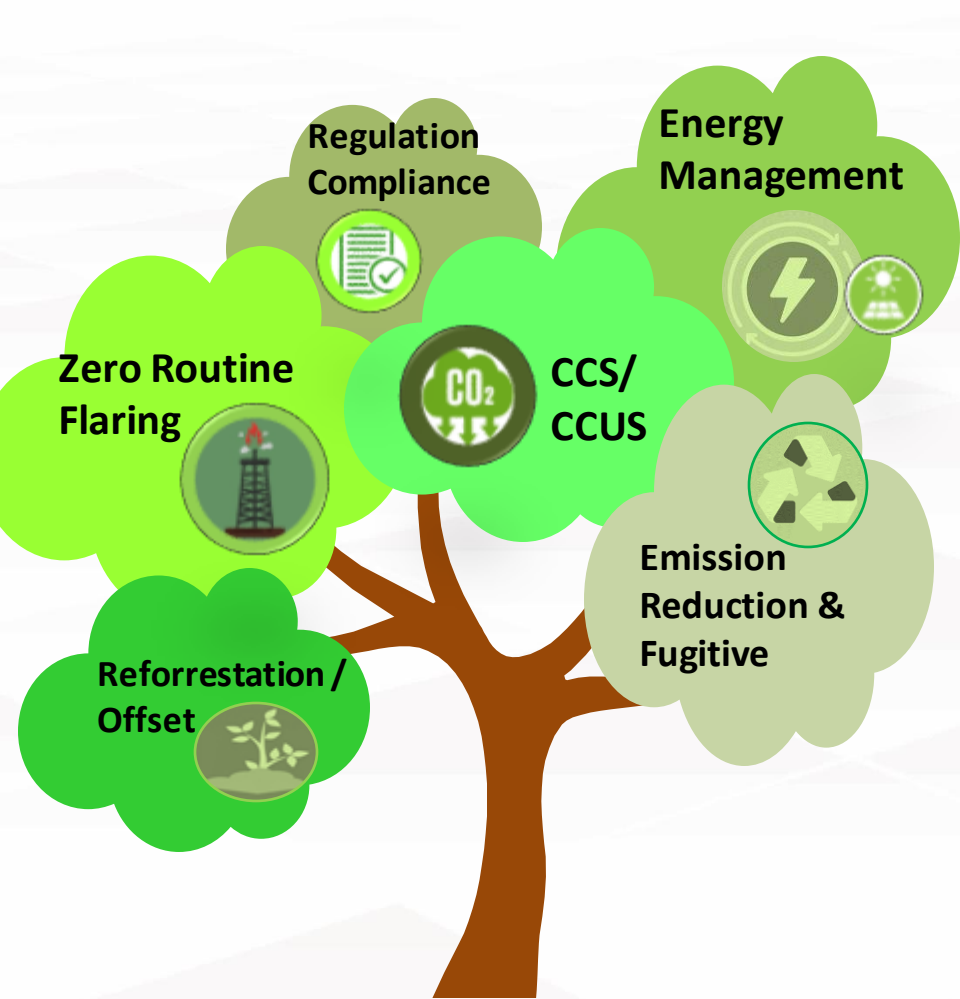 Regulation
Compliance
Energy
Management
Zero Routine
Flaring
CO₂
CCS/
CCUS
Emission
Reduction &
Fugitive
Reforrestation /
Offset